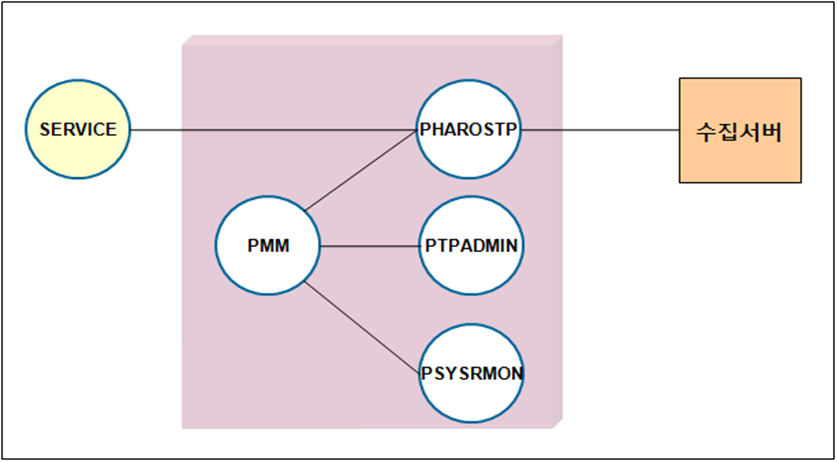 SERVICE
PHAROSTP
수집서버
PMM
PTPADMIN
PSYSRMON